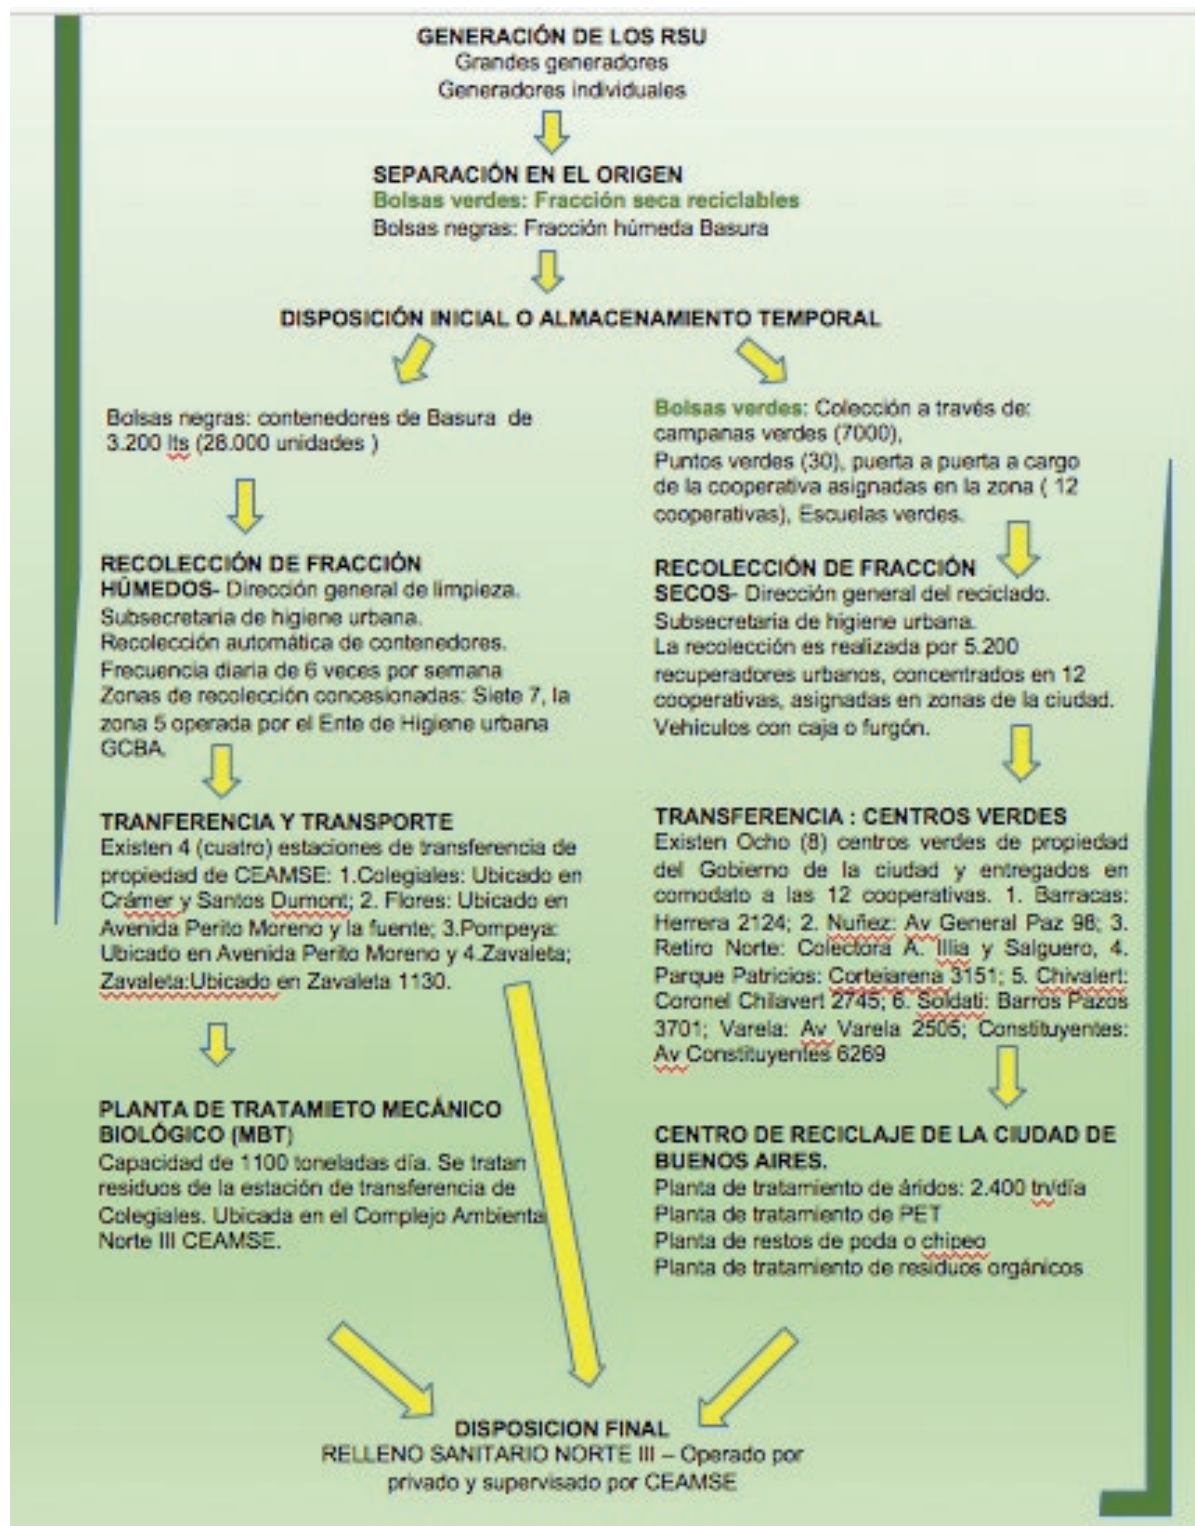 GENERACIÓN DE LOS RSU
Grandes generadores
Generadores individuales
SEPARACIÓN EN EL ORIGEN
Bolsas verdes: Fracción seca reciclables
Bolsas negras: Fracción húmeda Basura
DISPOSICIÓN INICIAL O ALMACENAMIENTO TEMPORAL
Bolsas negras: contenedores de Basura de
3.200 lts (28.000 unidades )
RECOLECCIÓN DE FRACCIÓN
HÚMEDOS- Dirección general de limpieza.
Subsecretaria de higiene urbana.
Recolección automática de contenedores.
Frecuencia diaria de 6 veces por semana
Zonas de recolección concesionadas: Siete 7, la
zona 5 operada por el Ente de Higiene urbana
GCBA.
TRANFERENCIA Y TRANSPORTE
Existen 4 (cuatro) estaciones de transferencia de
propiedad de CEAMSE: 1.Colegiales: Ubicado en
Crámer y Santos Dumont; 2. Flores: Ubicado en
Avenida Perito Moreno y la fuente; 3.Pompeya:
Ubicado en Avenida Perito Moreno y 4.Zavaleta;
Zavaleta:Ubicado en Zavaleta 1130.
PLANTA DE TRATAMIETO MECÁNICO
BIOLÓGICO (MBT)
Capacidad de 1100 toneladas día. Se tratan
residuos de la estación de transferencia de
Colegiales. Ubicada en el Complejo Ambienta
Norte III CEAMSE.
Bolsas verdes: Colección a través de:
campanas verdes (7000),
Puntos verdes (30), puerta a puerta a cargo
de la cooperativa asignadas en la zona ( 12
cooperativas), Escuelas verdes.
RECOLECCIÓN DE FRACCIÓN
SECOS- Dirección general del reciclado.
Subsecretaria de higiene urbana.
La recolección es realizada por 5.200
recuperadores urbanos, concentrados en 12
cooperativas, asignadas en zonas de la ciudad.
Vehiculos con caja o furgón.
TRANSFERENCIA : CENTROS VERDES
Existen Ocho (8) centros verdes de propiedad
del Gobierno de la ciudad y entregados en
comodato a las 12 cooperativas. 1. Barracas:
Herrera 2124; 2. Nuñez: Av General Paz 98; 3.
Retiro Norte: Colectora A. Illia y Salguero, 4.
Parque Patricios: Cortejarena 3151; 5. Chivalert:
Coronel Chilavert 2745; 6. Soldati: Barros Pazos
3701; Varela: Av Varela 2505; Constituyentes:
Av Constituyentes 6269
CENTRO DE RECICLAJE DE LA CIUDAD DE
BUENOS AIRES.
Planta de tratamiento de áridos: 2.400 tn/día
Planta de tratamiento de PET
Planta de restos de poda o chipeo
Planta de tratamiento de residuos orgánicos
DISPOSICION FINAL
RELLENO SANITARIO NORTE III – Operado por
privado y supervisado por CEAMSE